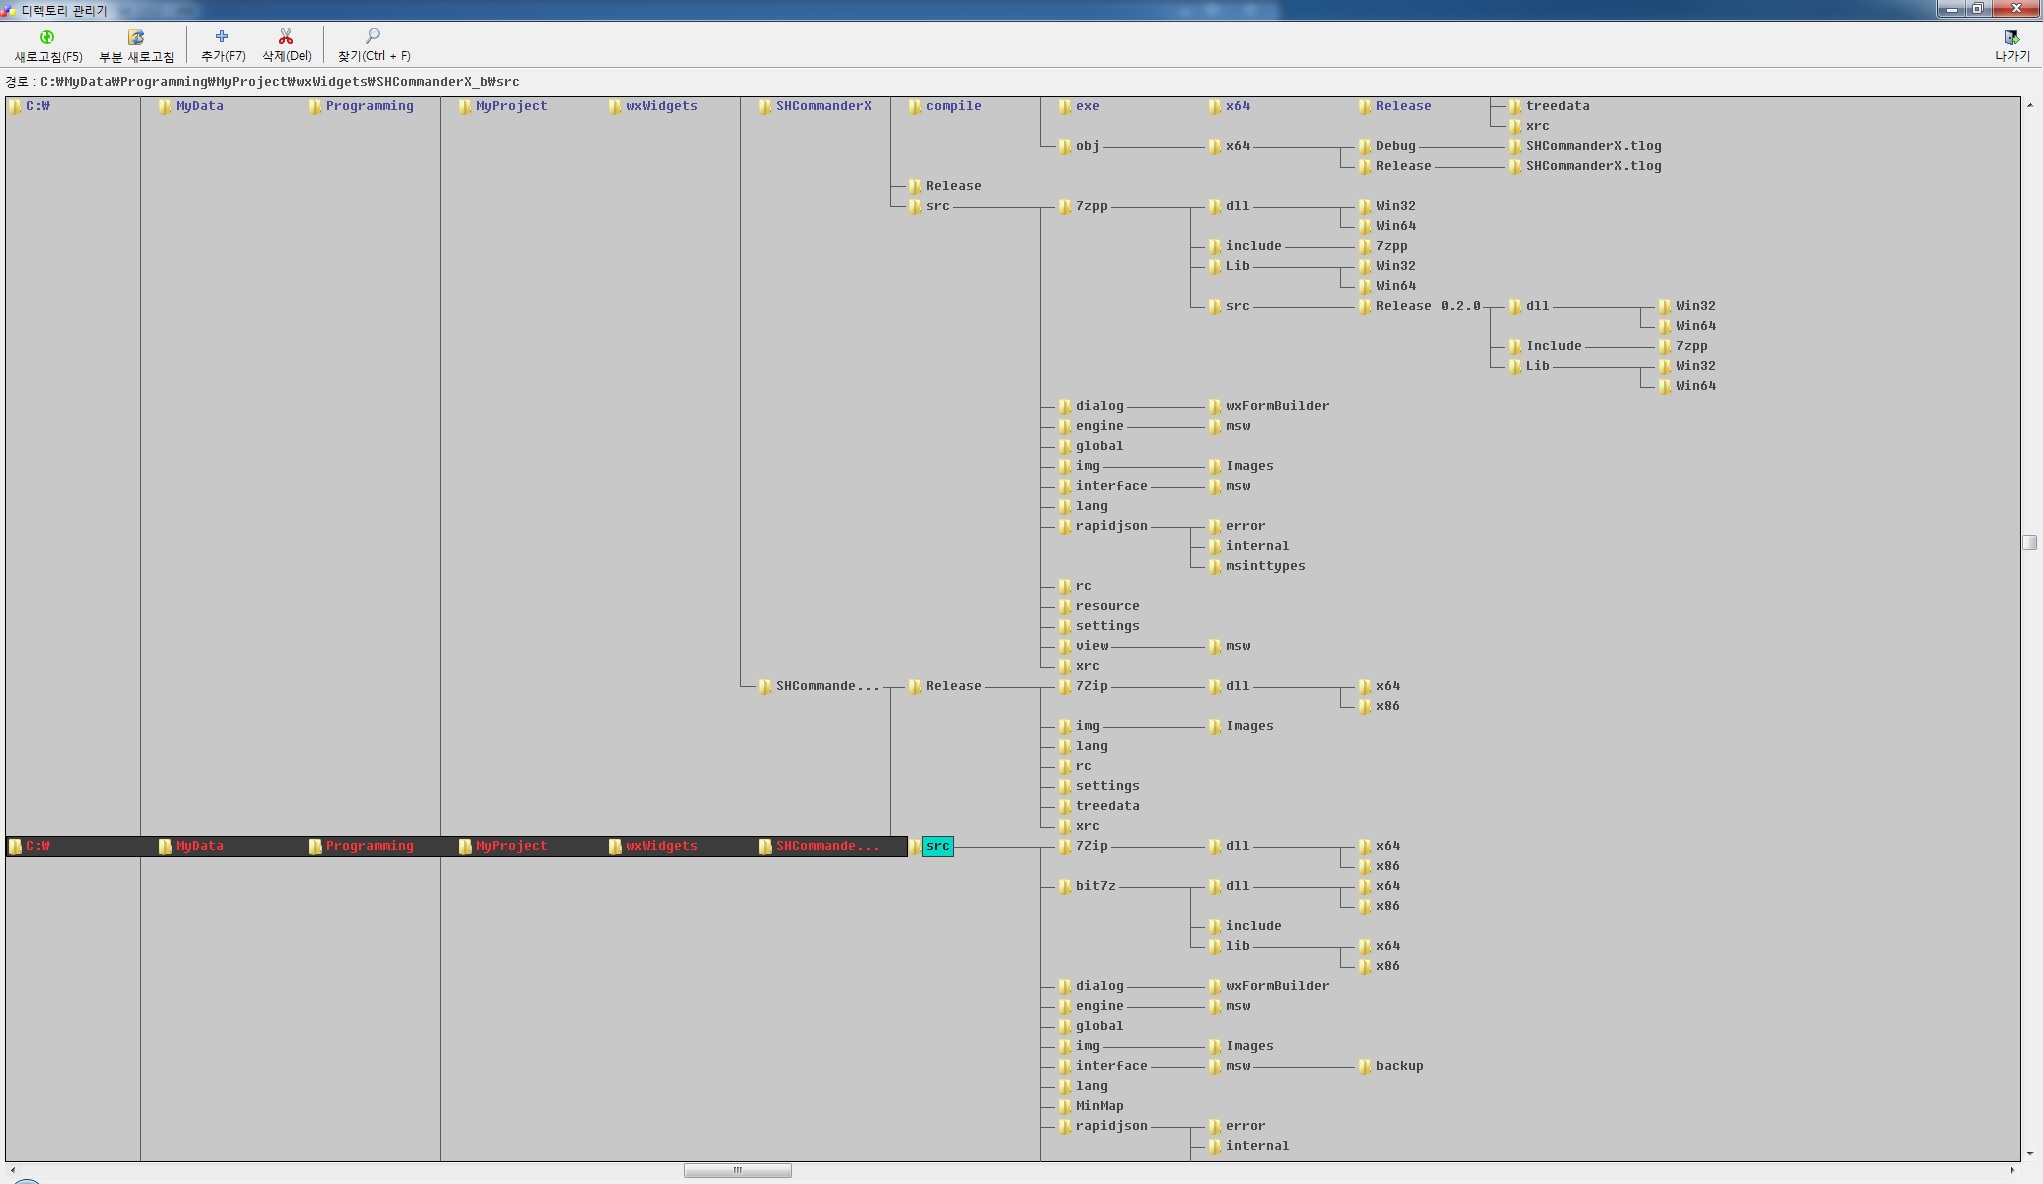 디렉토리 관리기
새로고침(F5) 부분 새로고침 추가(F7) 삭제(Del) 찾기(Ctrl + F) 나가기
경로 : C:₩MyData₩Programming₩MyProject₩wxWidgets₩SHCommanderX_b₩src
C:₩ MyData Programming MyProject wxWidgets SHCommanderX compile exe x64 Release treedata
xrc
obj x64 Debug SHCommanderX.tlog
Release SHCommanderX.tlog
Release
src 7zpp dll Win32
Win64
include 7zpp
Lib Win32
Win64
src Release 0.2.0 dll Win32
Win64
Include 7zpp
Lib Win32
Win64
dialog wxFormBuilder
engine msw
global
img Images
interface msw
lang
rapidjson error
internal
msinttypes
rc
resource
settings
view msw
xrc
SHCommande... Release 7Zip dll x64
x86
img Images
lang
rc
settings
treedata
xrc
C:₩ MyData Programming MyProject wxWidgets SHCommande... src 7Zip dll x64
x86
bit7z dll x64
x86
include
lib x64
x86
dialog wxFormBuilder
engine msw
global
img Images
interface msw backup
lang
MinMap
rapidjson error
internal